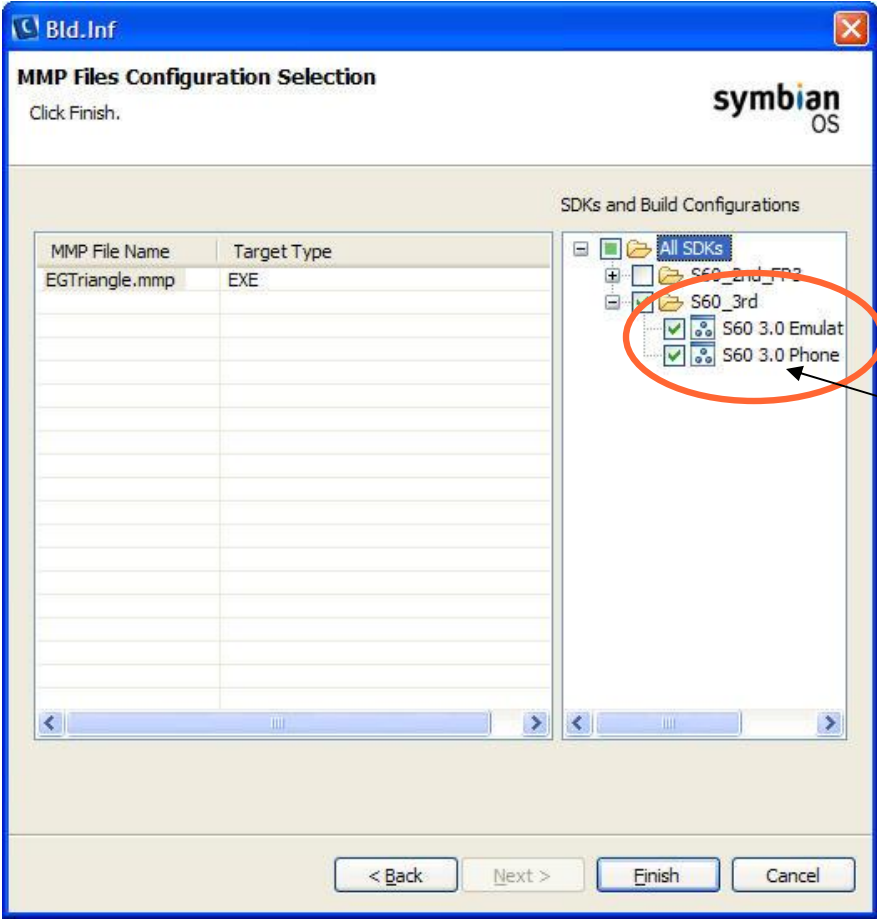 Bld.Inf
MMP Files Configuration Selection
Click Finish.
symbian
OS
SDKs and Build Configurations
MMP File Name Target Type
EGTriangle.mmp EXE
All SDKs
S60_2nd_FP3
S60_3rd
S60 3.0 Emulat
S60 3.0 Phone
< Back Next > Finish Cancel